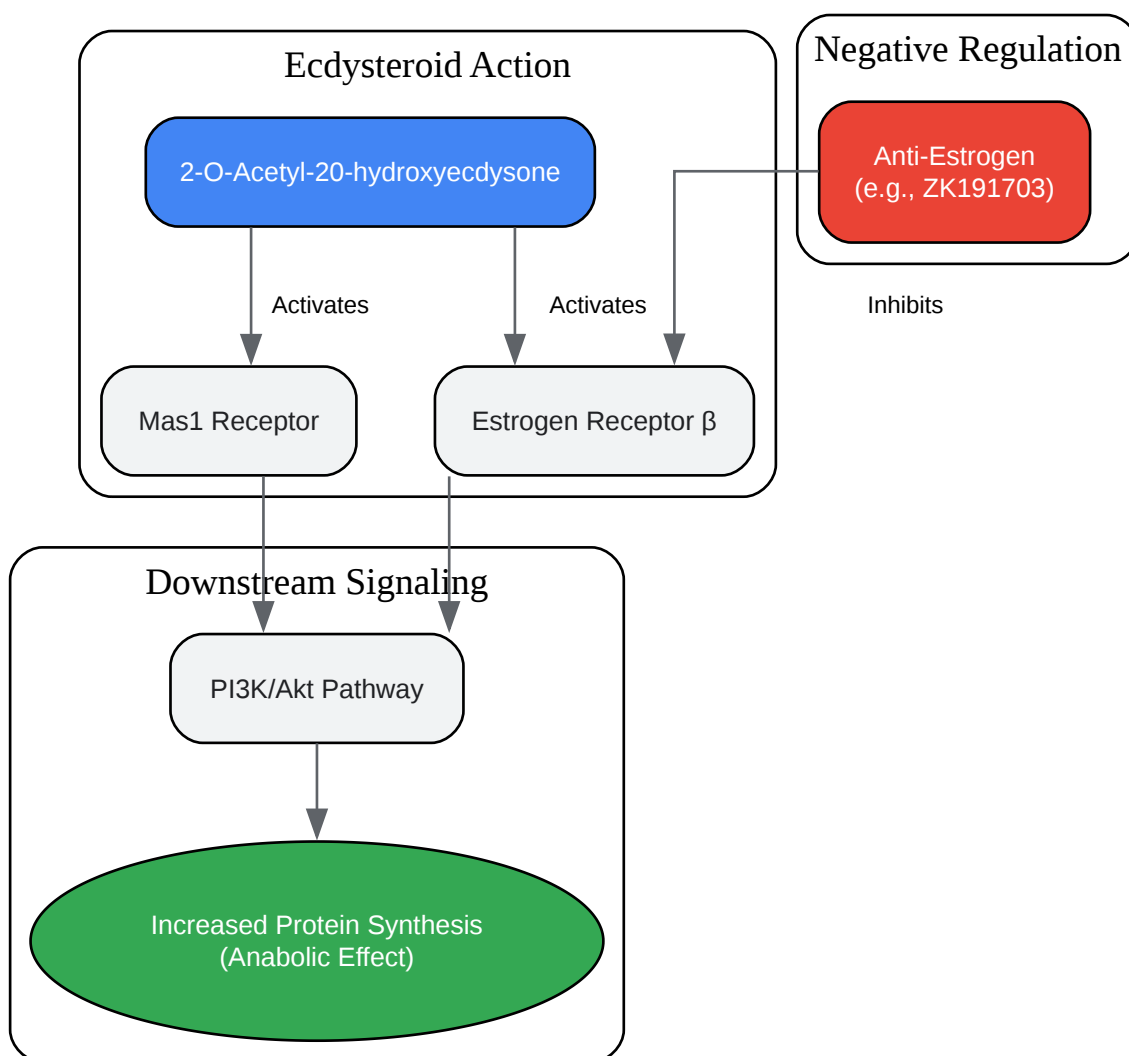 Ecdysteroid Action
Negative Regulation
2-O-Acetyl-20-hydroxyecdysone
Anti-Estrogen
(e.g., ZK191703)
Activates
Activates
Inhibits
Mas1 Receptor
Estrogen Receptor β
Downstream Signaling
PI3K/Akt Pathway
Increased Protein Synthesis
(Anabolic Effect)